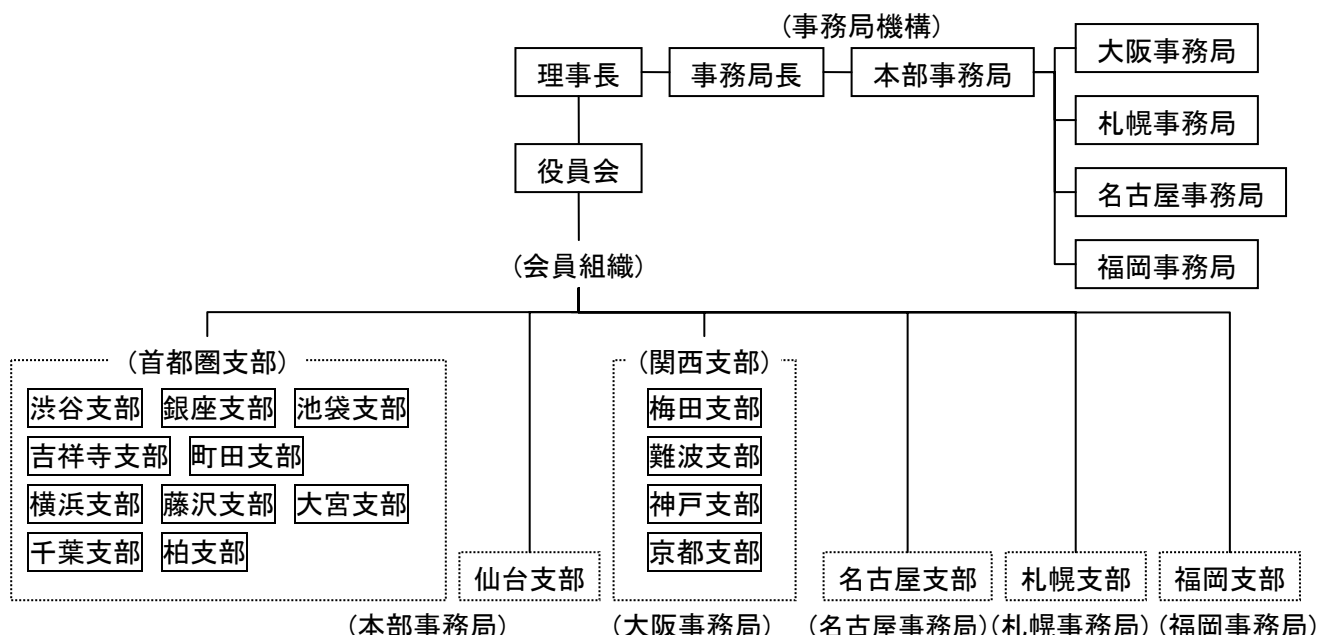 (事務局機構)
理事長 事務局長 本部事務局
大阪事務局
札幌事務局
名古屋事務局
福岡事務局
役員会
(会員組織)
(首都圏支部)
渋谷支部 銀座支部 池袋支部
吉祥寺支部 町田支部
横浜支部 藤沢支部 大宮支部
千葉支部 柏支部
仙台支部
(関西支部)
梅田支部
難波支部
神戸支部
京都支部
名古屋支部 札幌支部 福岡支部
(本部事務局) (大阪事務局) (名古屋事務局) (札幌事務局) (福岡事務局)